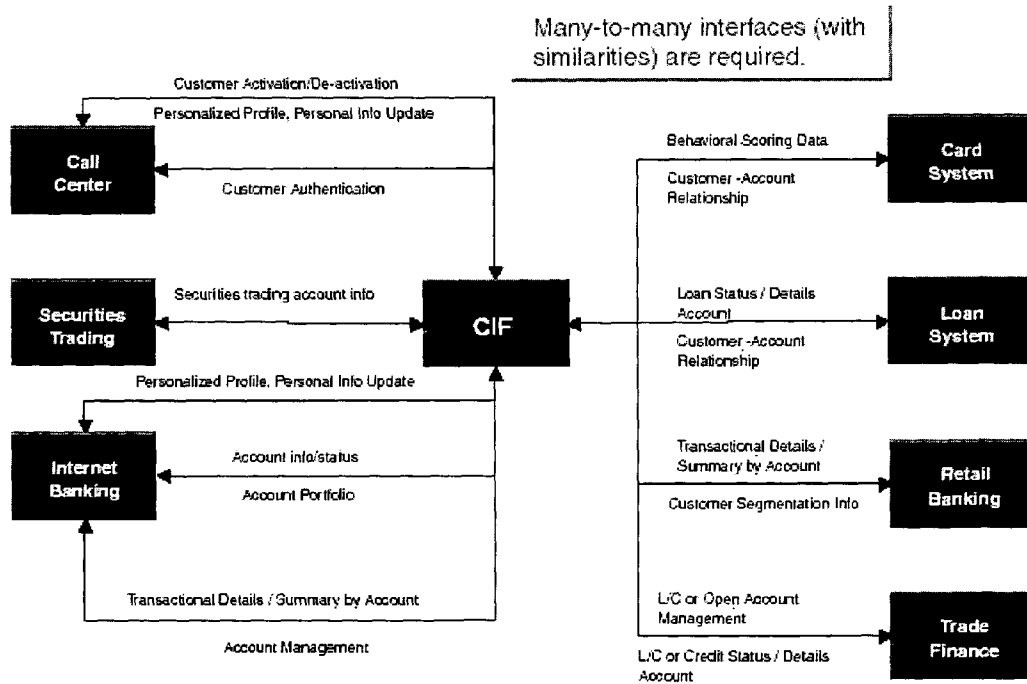 Many-to-many interfaces (with
similarities) are required.
Customer Activation/De-activation
Personalized Profile, Personal Info Update
Call
Center
Customer Authentication
Securities trading account info
Securities
Trading
CIF
Personalized Profile, Personal Info Update
Internet
Banking
Account info/status
Account Portfolio
Transactional Details / Summary by Account
Account Management
Behavioral Scoring Data
Customer -Account
Relationship
Card
System
Loan Status / Details
Account
Customer -Account
Relationship
Loan
System
Transactional Details /
Summary by Account
Customer Segmentation Info
Retail
Banking
L/C or Open Account
Management
L/C or Credit Status / Details
Account
Trade
Finance